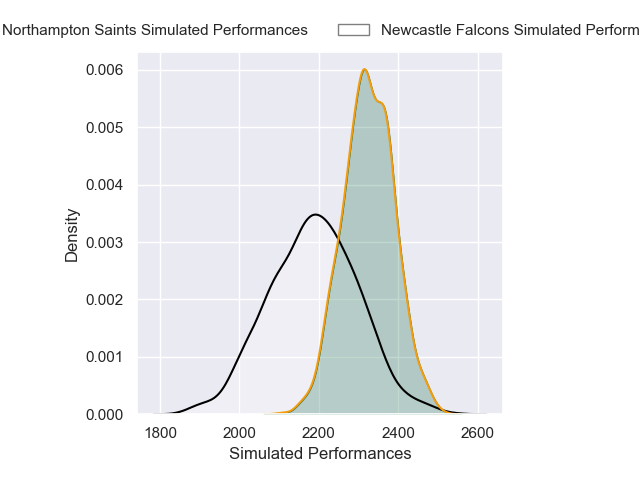 Northampton Saints Simulated Performances
Newcastle Falcons Simulated Perform
0.006
0.005
0.004
0.003
0.002
0.001
0.000
Density
1800 2000 2200 2400 2600
Simulated Performances